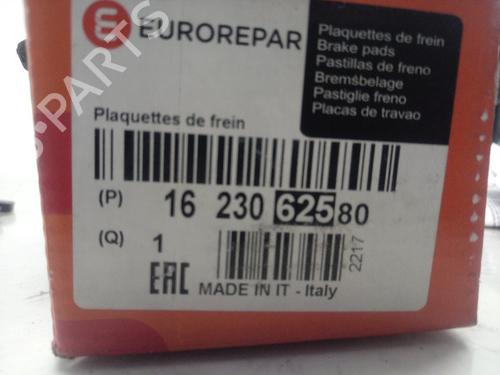 EUROREPAR
Plaquettes de frein
Brake pads
Pastillas de freno
Bremsbelage
Pastiglie freno
Placas de travao
Plaquettes de frein
(P) 16 230 625 80
(Q) 1
2217
EAC MADE IN IT - Italy
PARTS